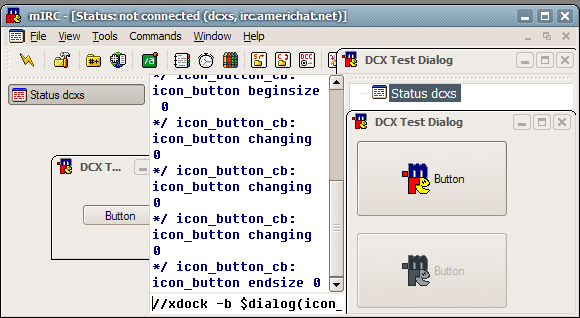 mIRC - [Status: not connected (dcxs, irc.americhat.net)]
File View Tools Commands Window Help
DCX Test Dialog
Status dcxs
Status dcxs
DCX T...
Button
*/ icon_button_cb:
icon_button beginsize
0
*/ icon_button_cb:
icon_button changing
0
*/ icon_button_cb:
icon_button changing
0
*/ icon_button_cb:
icon_button changing
0
*/ icon_button_cb:
icon_button endsize 0
//xdock -b $dialog(icon_
DCX Test Dialog
Button
Button